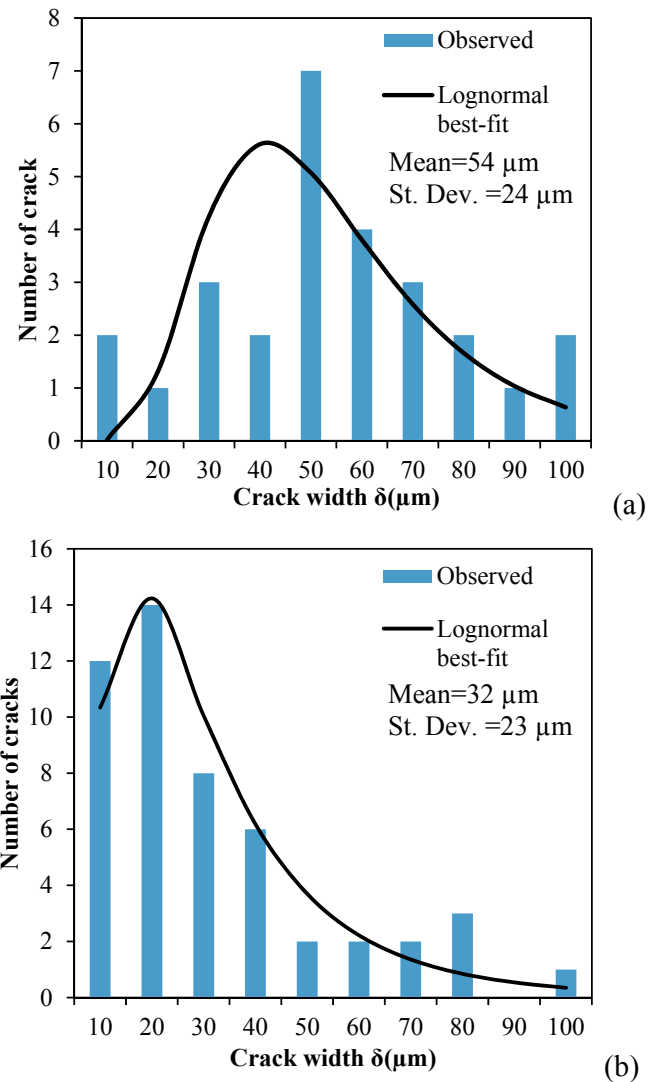 8
7
6
5
4
3
2
1
0
Number of crack
Observed
Lognormal
best-fit
Mean=54 µm
St. Dev. =24 µm
10 20 30 40 50 60 70 80 90 100
Crack width δ(µm)
(a)
16
14
12
10
8
6
4
2
0
Number of cracks
Observed
Lognormal
best-fit
Mean=32 µm
St. Dev. =23 µm
10 20 30 40 50 60 70 80 90 100
Crack width δ(µm)
(b)